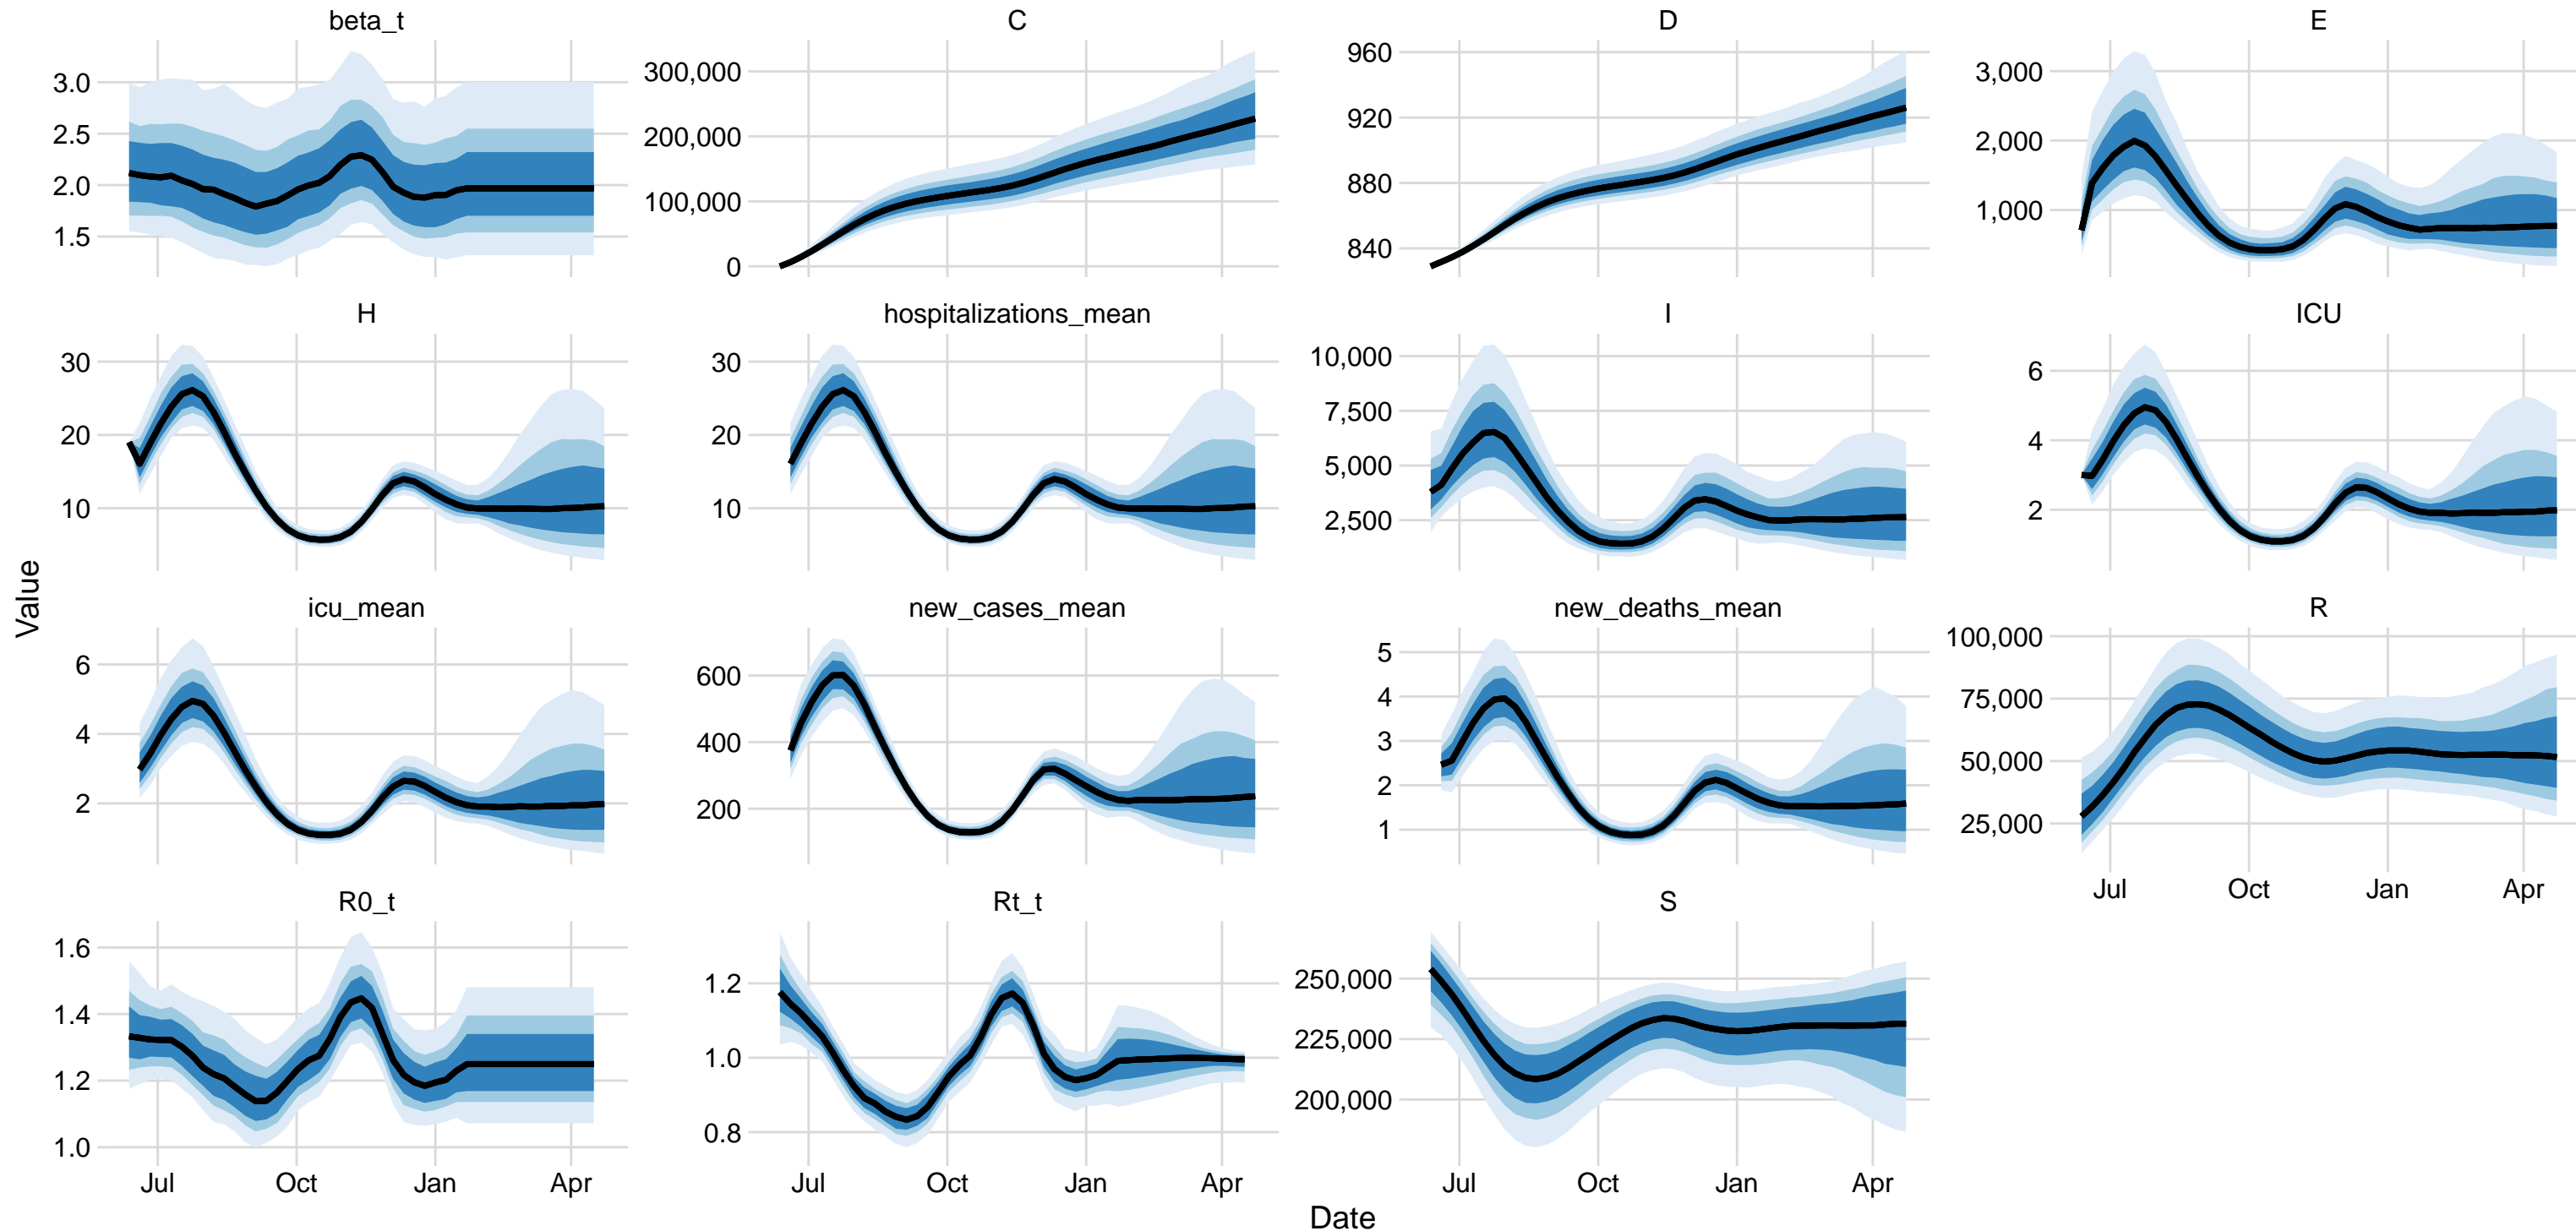 beta_t
C
D
E
3.0
2.5
2.0
1.5
300,000
200,000
100,000
0
960
920
880
840
3,000
2,000
1,000
H
hospitalizations_mean
I
ICU
30
20
10
30
20
10
10,000
7,500
5,000
2,500
6
4
2
Value
icu_mean
new_cases_mean
new_deaths_mean
R
6
4
2
600
400
200
5
4
3
2
1
100,000
75,000
50,000
25,000
Jul Oct Jan Apr
R0_t
Rt_t
S
1.6
1.4
1.2
1.0
1.2
1.0
0.8
250,000
225,000
200,000
Jul Oct Jan Apr
Jul Oct Jan Apr
Jul Oct Jan Apr
Date